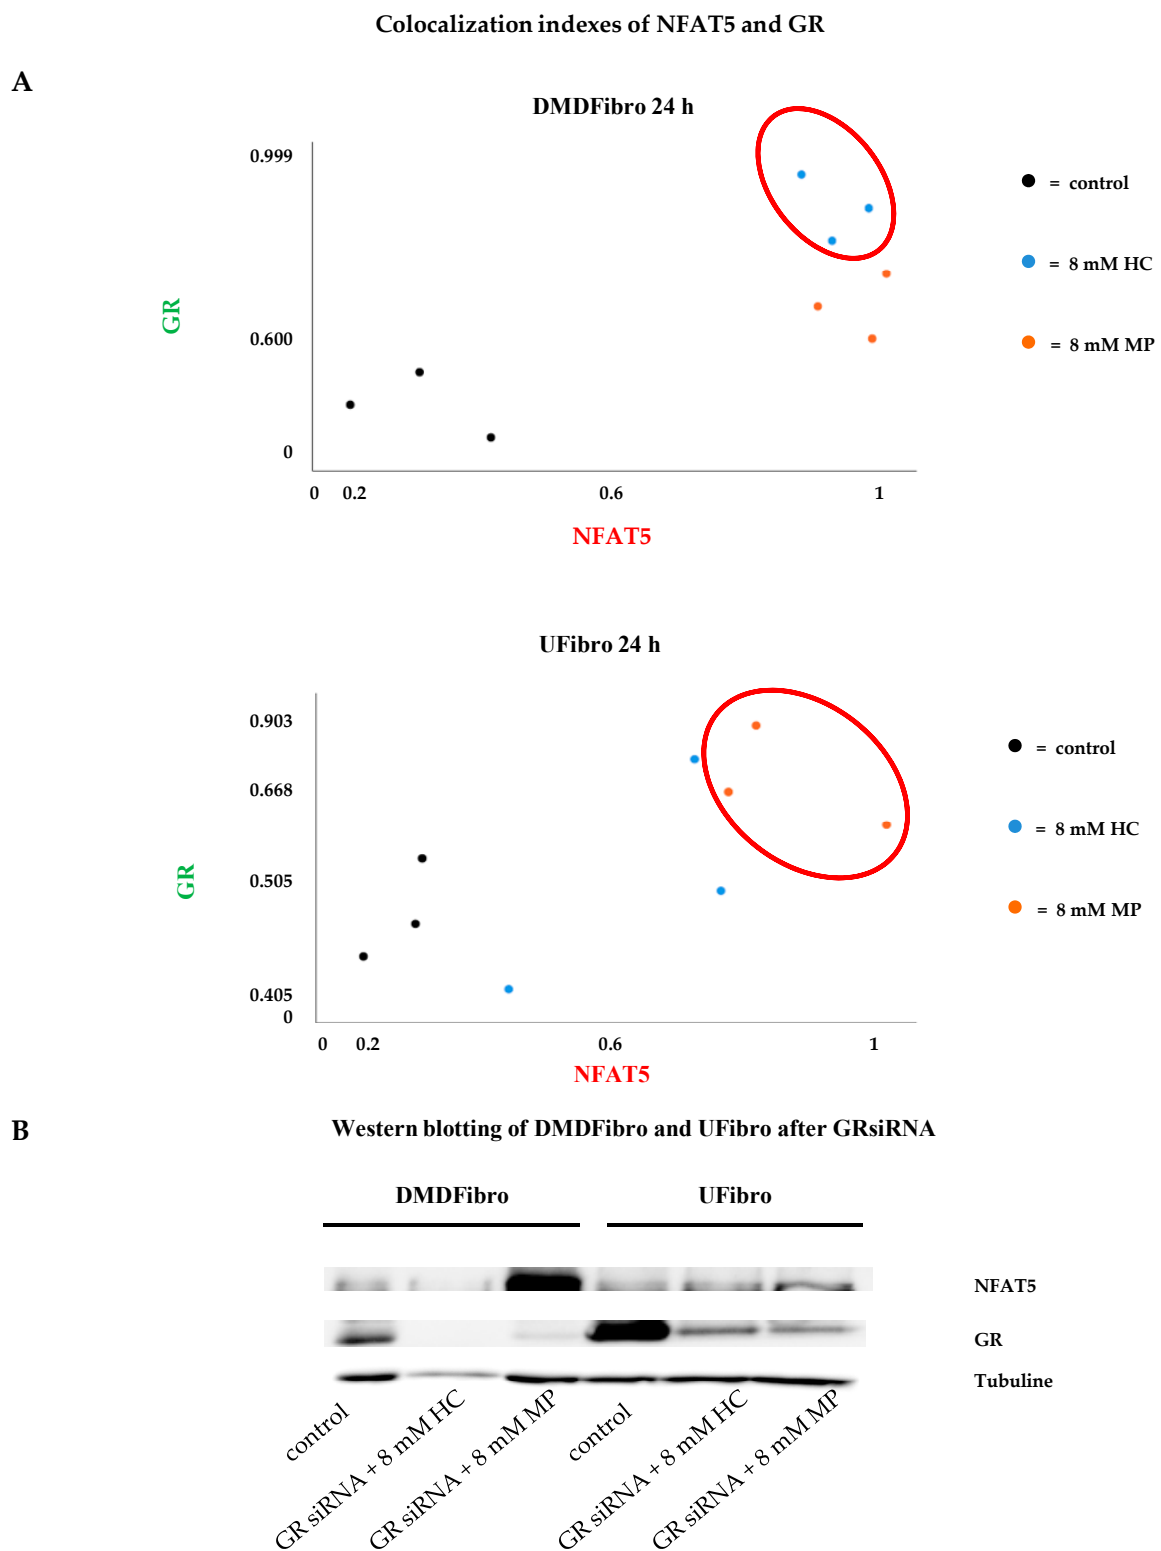 Colocalization indexes of NFAT5 and GR
A
DMDFibro 24 h
0.999
GR
0.600
0
0 0.2 0.6 1
NFAT5
= control
= 8 mM HC
= 8 mM MP
UFibro 24 h
0.903
0.668
GR
0.505
0.405
0
0 0.2 0.6 1
NFAT5
= control
= 8 mM HC
= 8 mM MP
B
Western blotting of DMDFibro and UFibro after GRsiRNA
DMDFibro UFibro
NFAT5
GR
Tubuline
control
GR siRNA + 8 mM HC
GR siRNA + 8 mM MP
control
GR siRNA + 8 mM HC
GR siRNA + 8 mM MP